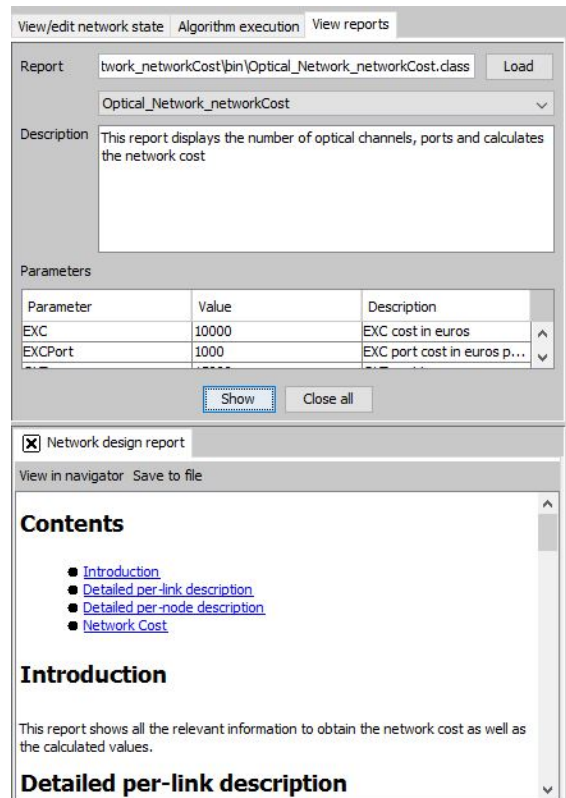 View/edit network state Algorithm execution View reports
Report twork_networkCost\bin\Optical_Network_networkCost.class Load
Optical_Network_networkCost
Description This report displays the number of optical channels, ports and calculates
the network cost
Parameters
Parameter Value Description
EXC 10000 EXC cost in euros
EXCPort 1000 EXC port cost in euros p...
Show Close all
Network design report
View in navigator Save to file
Contents
Introduction
Detailed per-link description
Detailed per-node description
Network Cost
Introduction
This report shows all the relevant information to obtain the network cost as well as
the calculated values.
Detailed per-link description